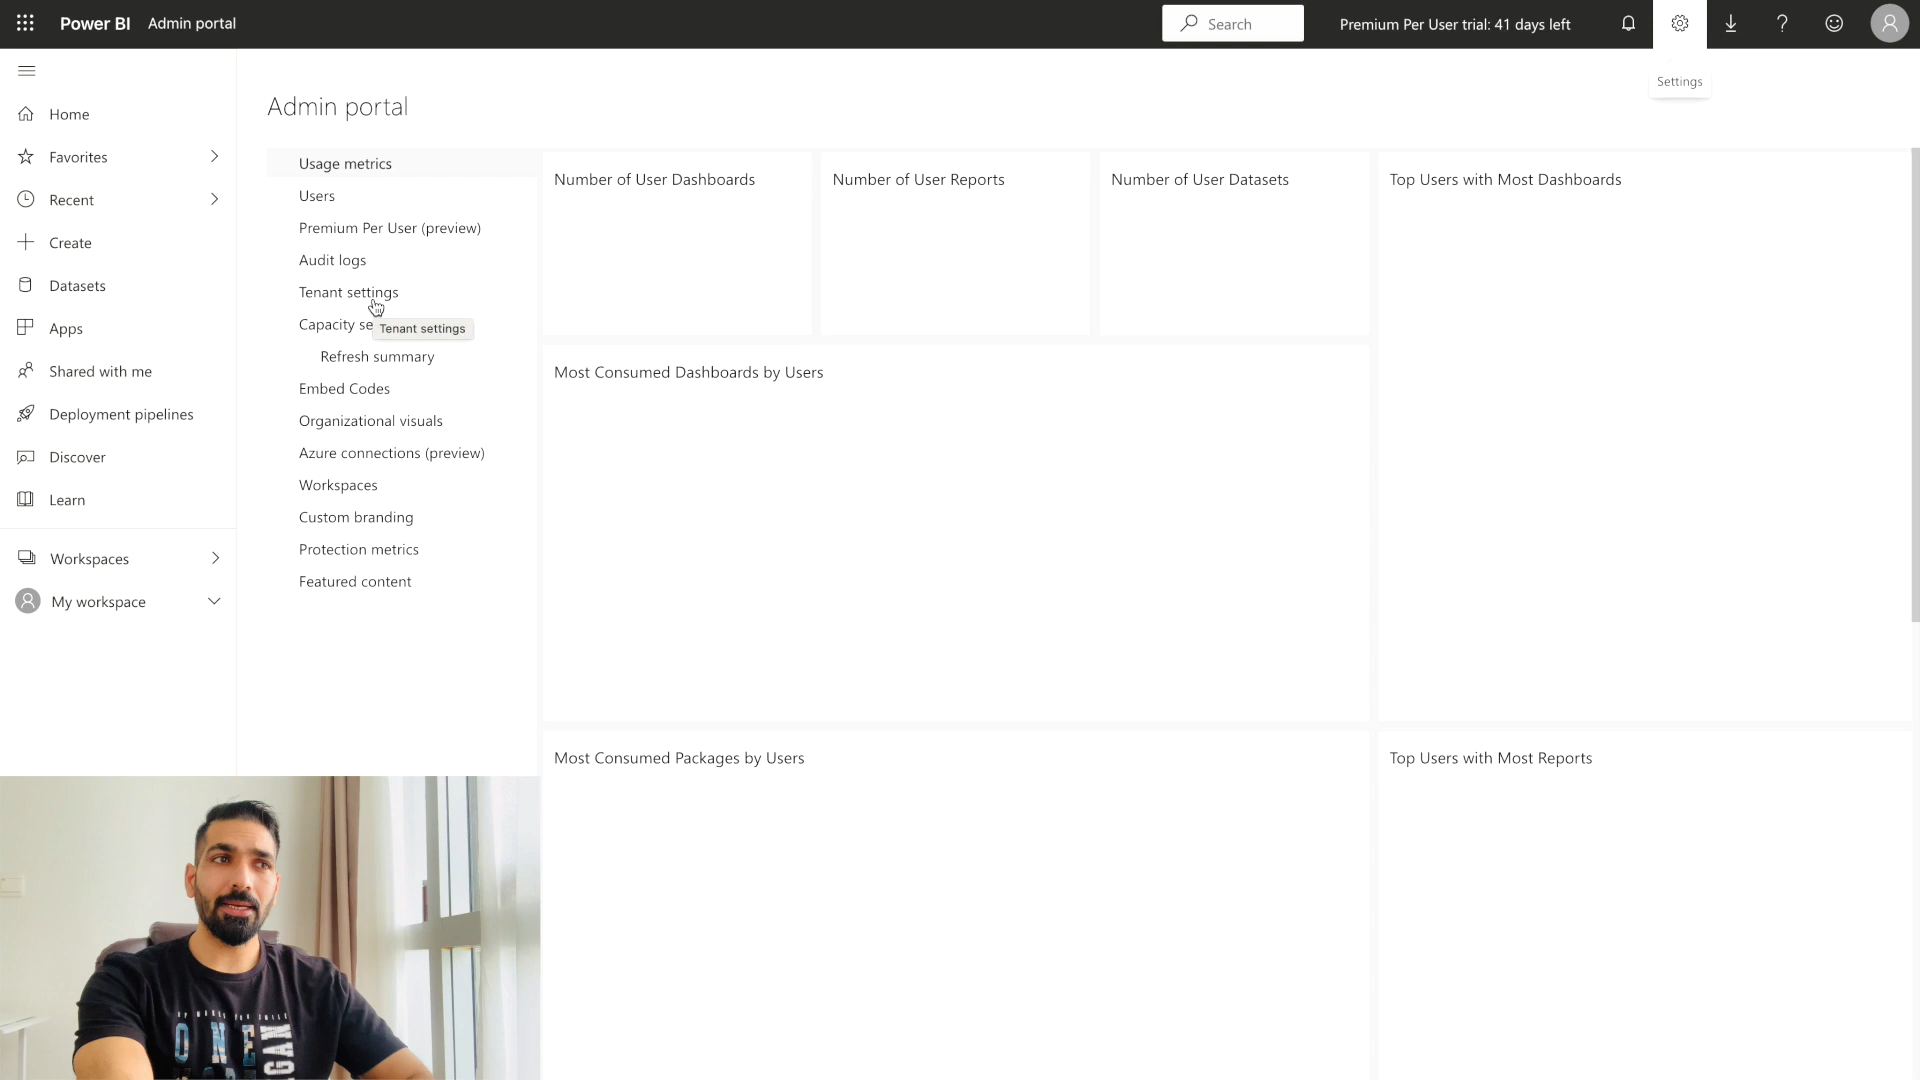 Power BI Admin portal
Search
Premium Per User trial: 41 days left
Settings
Home
Favorites
Recent
Create
Datasets
Apps
Shared with me
Deployment pipelines
Discover
Learn
Workspaces
My workspace
Admin portal
Usage metrics
Users
Premium Per User (preview)
Audit logs
Tenant settings
Capacity se
Tenant settings
Refresh summary
Embed Codes
Organizational visuals
Azure connections (preview)
Workspaces
Custom branding
Protection metrics
Featured content
Number of User Dashboards
Number of User Reports
Number of User Datasets
Top Users with Most Dashboards
Most Consumed Dashboards by Users
Most Consumed Packages by Users
Top Users with Most Reports
ONE